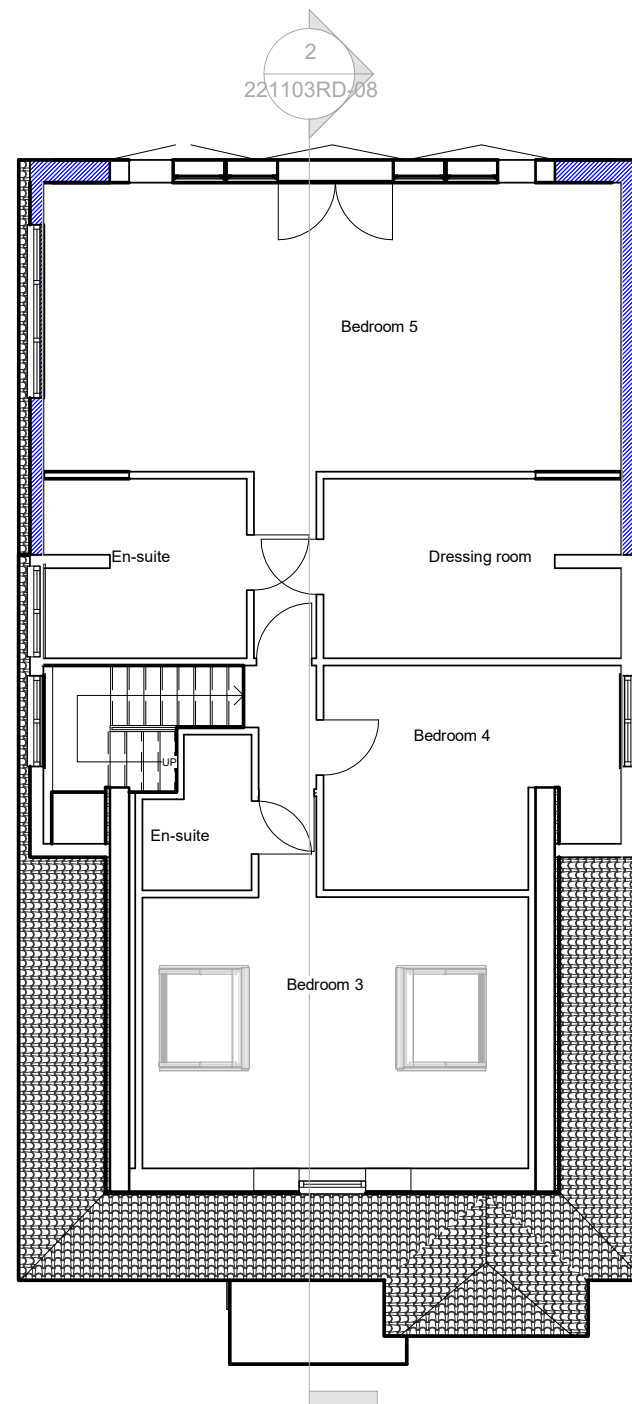 2
221103RD-08
Bedroom 5
En-suite
Dressing room
Bedroom 4
UP
En-suite
Bedroom 3